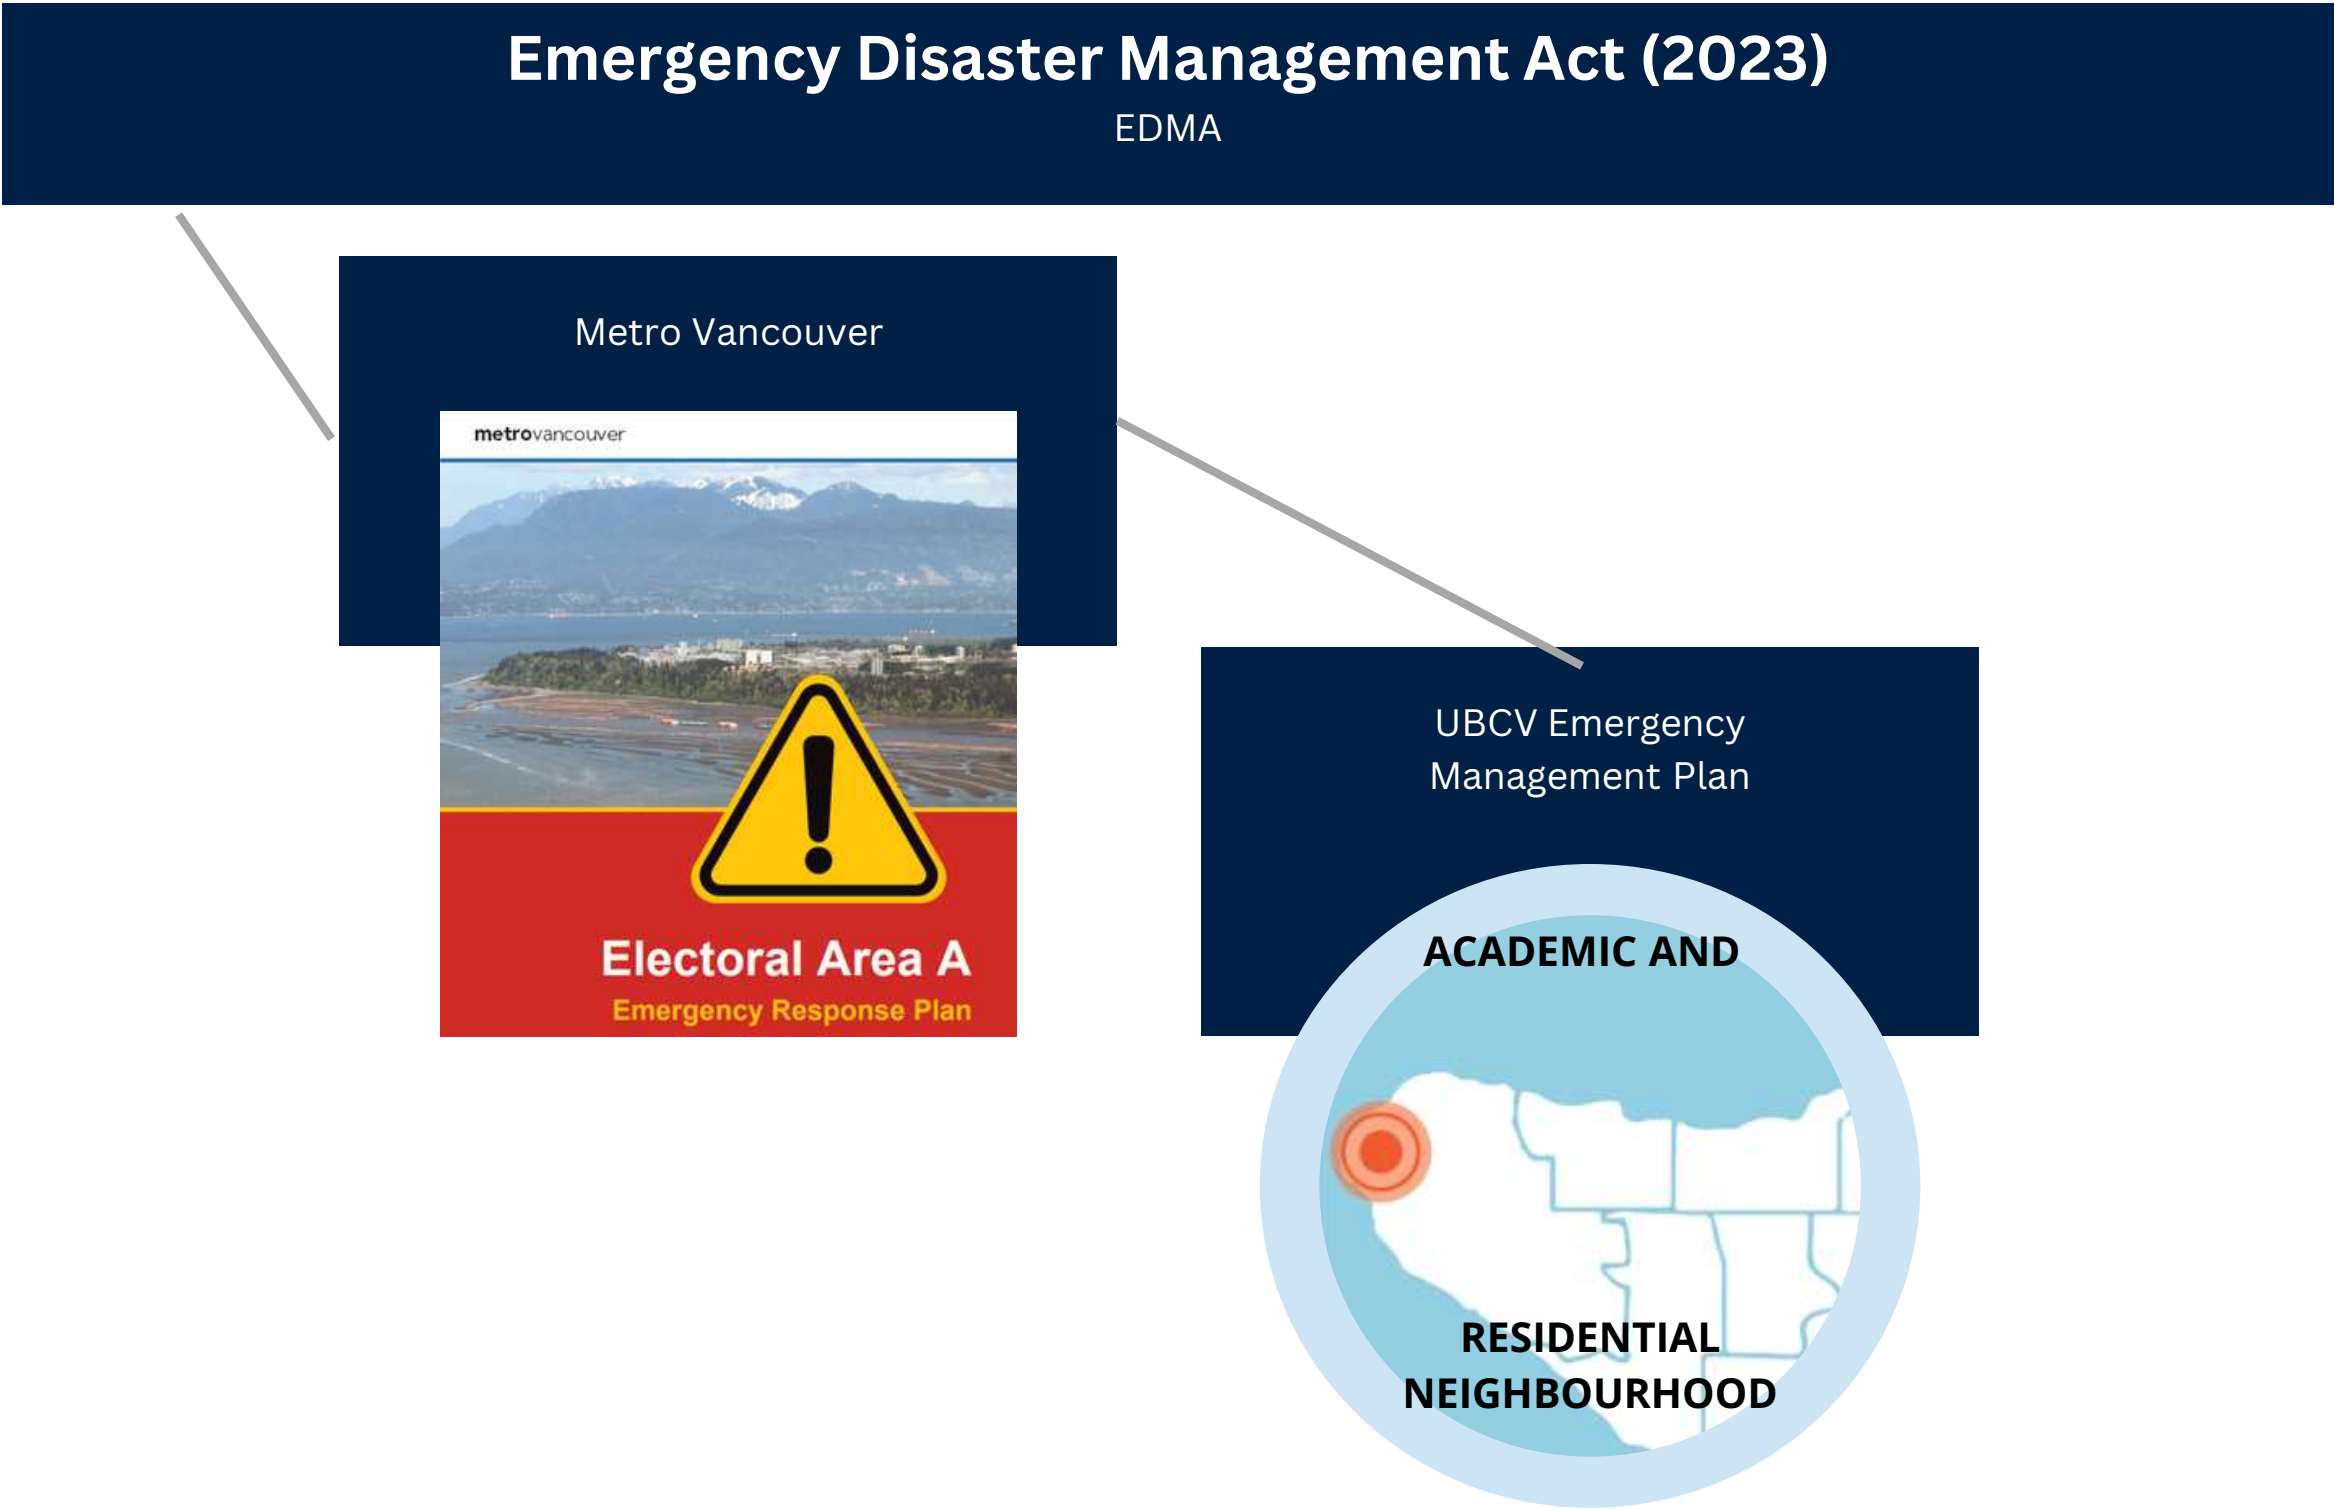 Emergency Disaster Management Act (2023)
EDMA
Metro Vancouver
metrovancouver
Electoral Area A
Emergency Response Plan
UBCV Emergency
Management Plan
ACADEMIC AND
RESIDENTIAL
NEIGHBOURHOOD